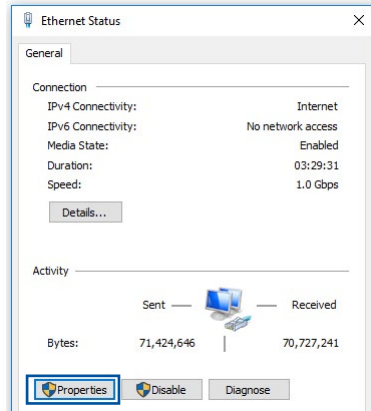 Ethernet Status
General
Connection
IPv4 Connectivity: Internet
IPv6 Connectivity: No network access
Media State: Enabled
Duration: 03:29:31
Speed: 1.0 Gbps
Details...
Activity
Sent Received
Bytes: 71,424,646 70,727,241
Properties Disable Diagnose